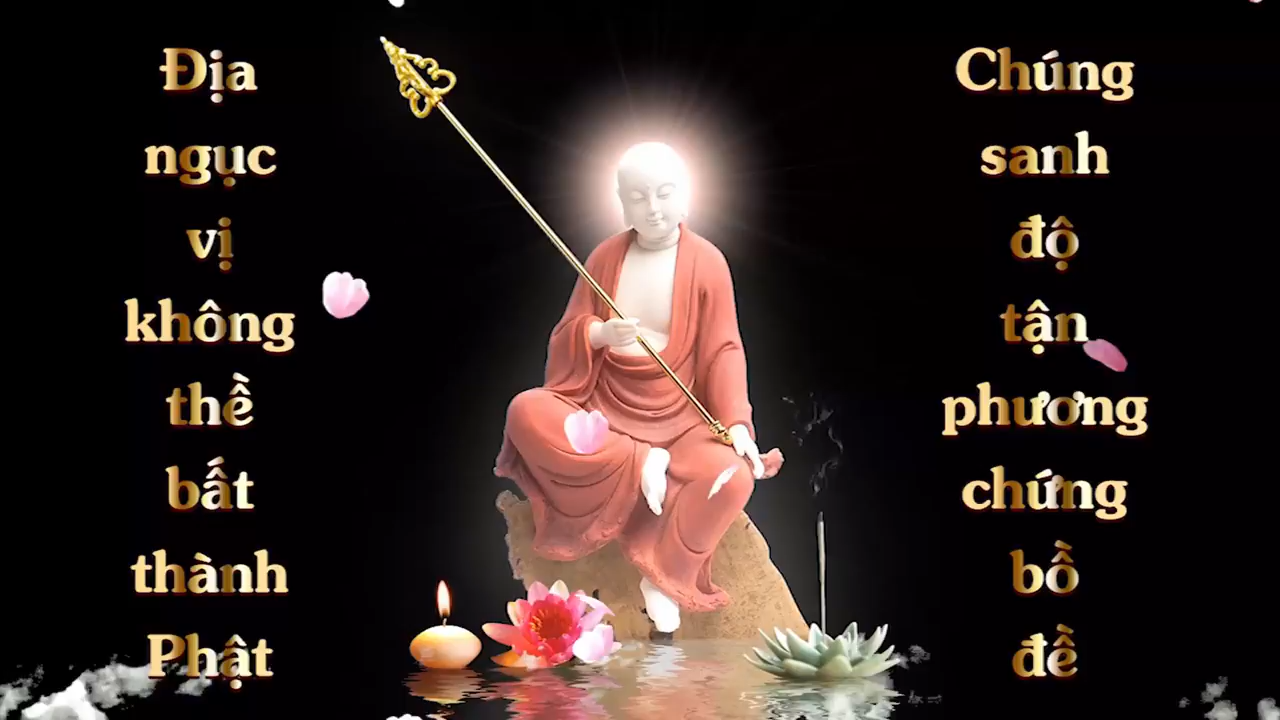 Địa
ngục
vị
không
thề
bất
thành
Phật
Chúng
sanh
độ
tận
phương
chứng
bồ
đề